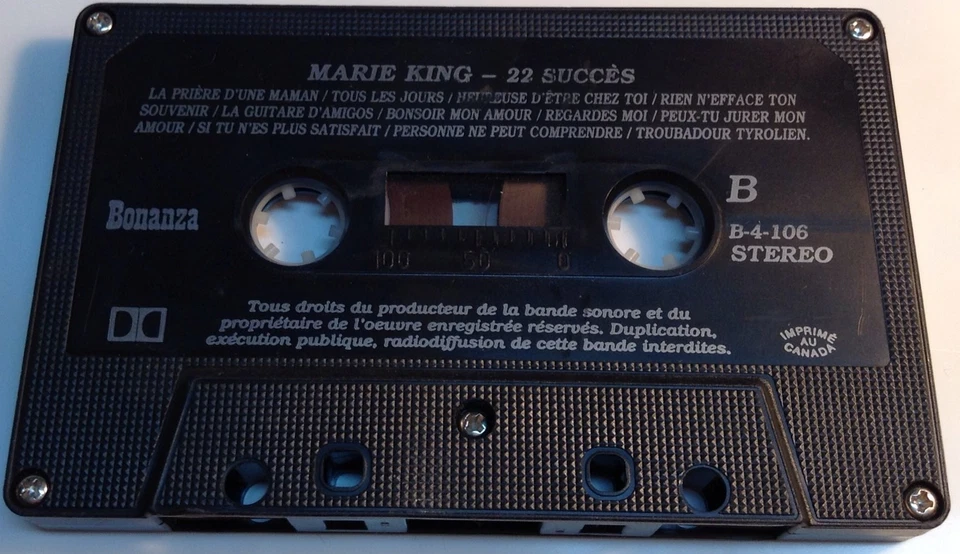 MARIE KING – 22 SUCCÈS
LA PRIÈRE D'UNE MAMAN / TOUS LES JOURS / HEUREUSE D'ÊTRE CHEZ TOI / RIEN N'EFFACE TON
SOUVENIR / LA GUITARE D'AMIGOS / BONSOIR MON AMOUR / REGARDES MOI / PEUX-TU JURER MON
AMOUR / SI TU N'ES PLUS SATISFAIT / PERSONNE NE PEUT COMPRENDRE / TROUBADOUR TYROLIEN.
B
Bonanza
B-4-106
STEREO
100 50 0
Tous droits du producteur de la bande sonore et du
propriétaire de l'oeuvre enregistrée réservés. Duplication,
exécution publique, radiodiffusion de cette bande interdites.
IMPRIMÉ
AU
CANADA